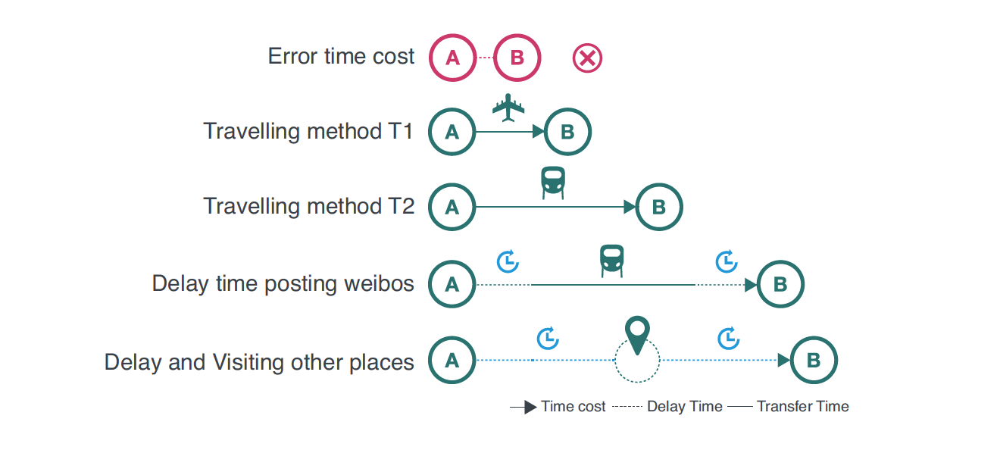 Error time cost A B
Travelling method T1 A B
Travelling method T2 A B
Delay time posting weibos A B
Delay and Visiting other places A B
Time cost Delay Time Transfer Time